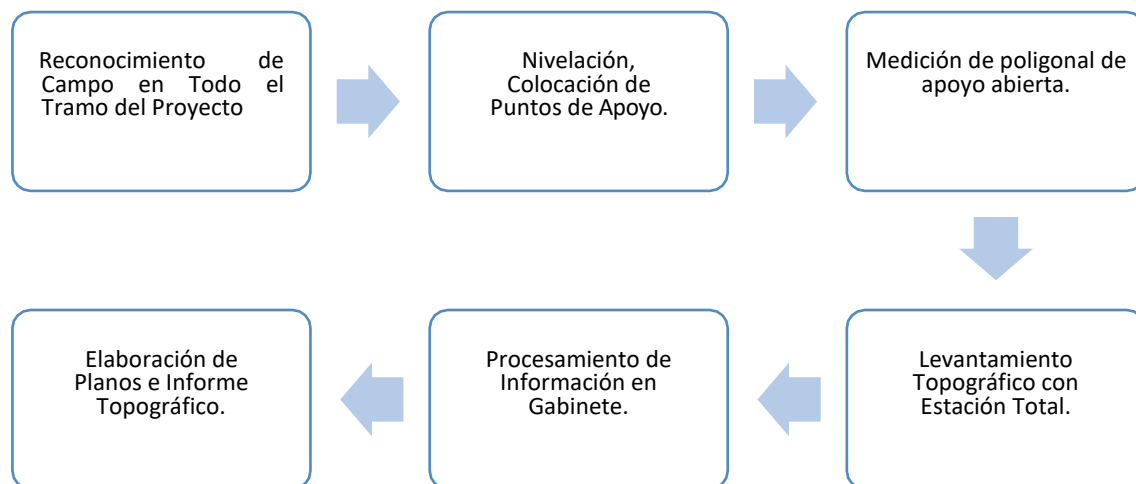 Reconocimiento de
Campo en Todo el
Tramo del Proyecto
Nivelación,
Colocación de
Puntos de Apoyo.
Medición de poligonal de
apoyo abierta.
Levantamiento
Topográfico con
Estación Total.
Procesamiento de
Información en
Gabinete.
Elaboración de
Planos e Informe
Topográfico.